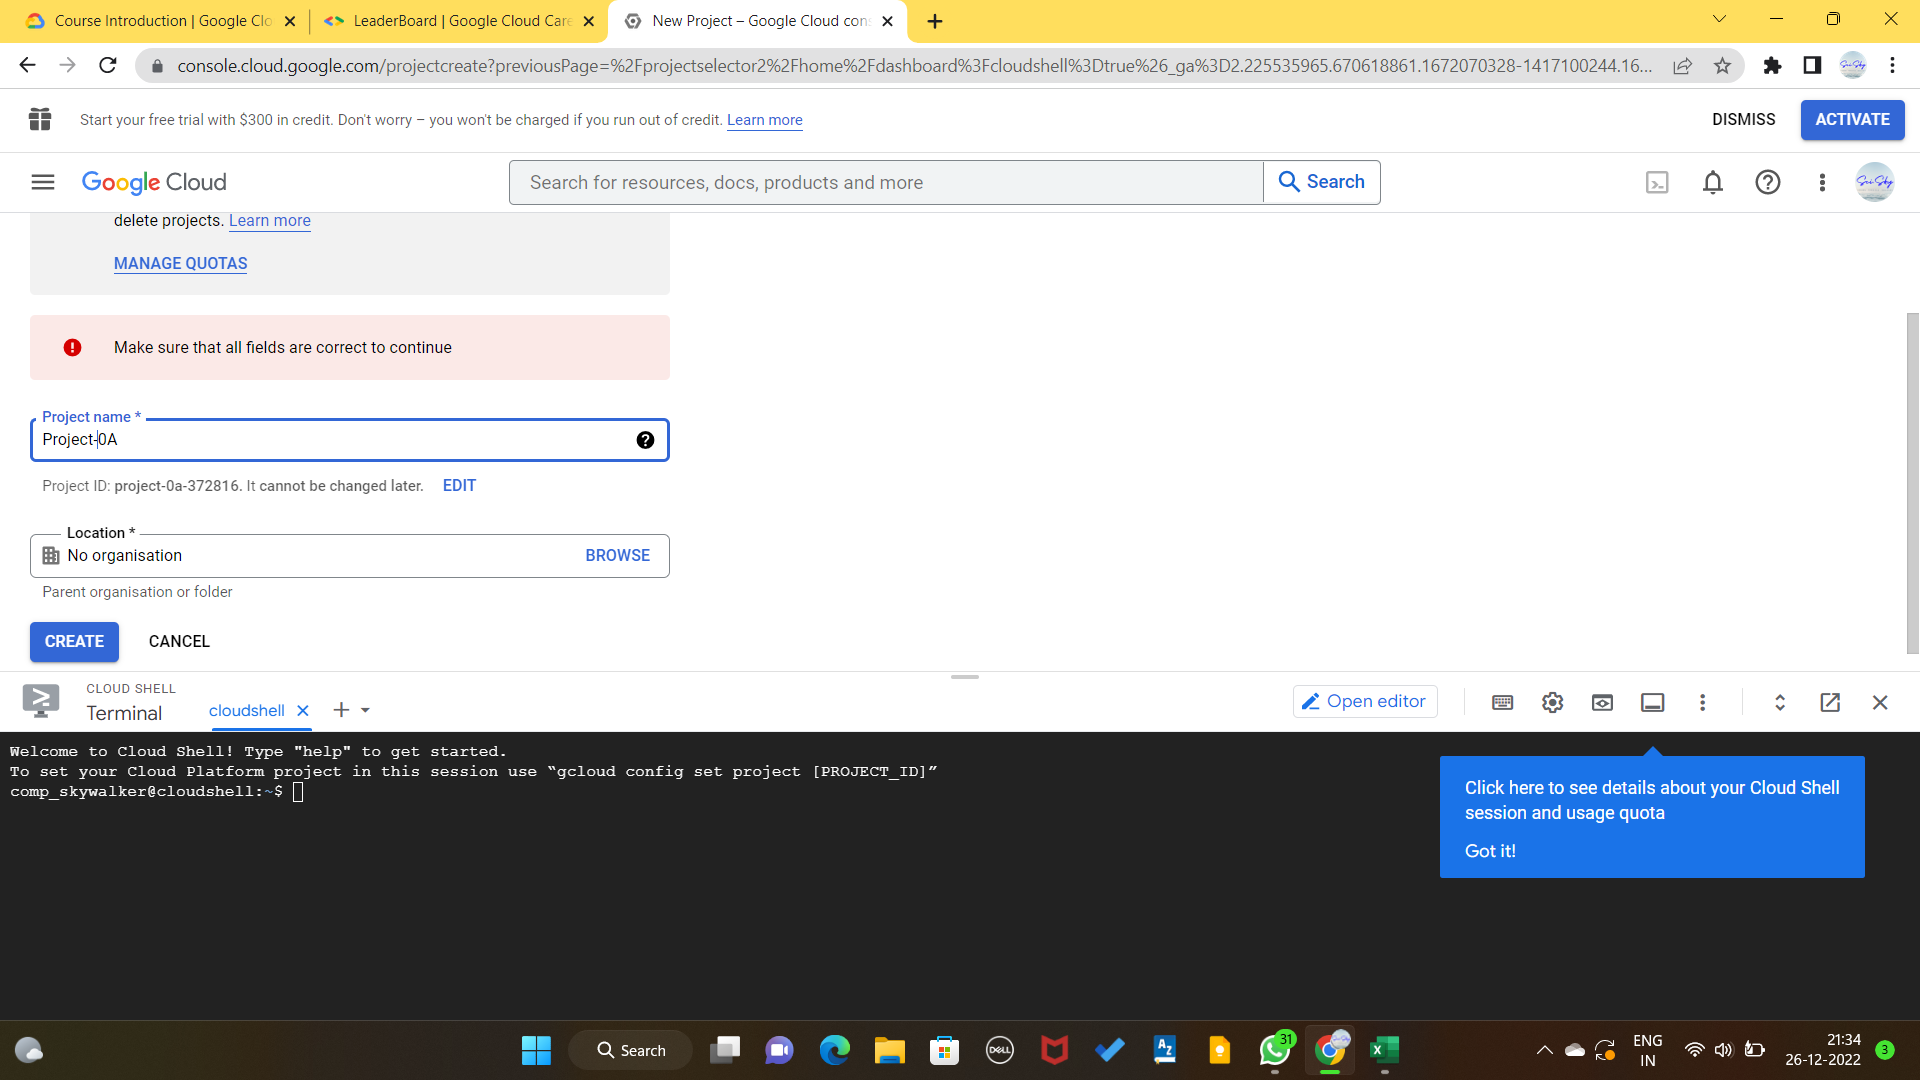 Course Introduction | Google Clo
LeaderBoard | Google Cloud Care
New Project – Google Cloud cons
console.cloud.google.com/projectcreate?previousPage=%2Fprojectselector2%2Fhome%2Fdashboard%3Fcloudshell%3Dtrue%26_ga%3D2.225535965.670618861.1672070328-1417100244.16...
Start your free trial with $300 in credit. Don't worry – you won't be charged if you run out of credit. Learn more
DISMISS
ACTIVATE
Google Cloud
Search for resources, docs, products and more
Search
delete projects. Learn more
MANAGE QUOTAS
Make sure that all fields are correct to continue
Project name *
Project-0A
Project ID: project-0a-372816. It cannot be changed later. EDIT
Location *
No organisation
BROWSE
Parent organisation or folder
CREATE
CANCEL
CLOUD SHELL
Terminal
cloudshell
Open editor
Welcome to Cloud Shell! Type "help" to get started.
To set your Cloud Platform project in this session use “gcloud config set project [PROJECT_ID]”
comp_skywalker@cloudshell:~$
Click here to see details about your Cloud Shell
session and usage quota
Got it!
Search
DELL
31
ENG
IN
21:34
26-12-2022
3